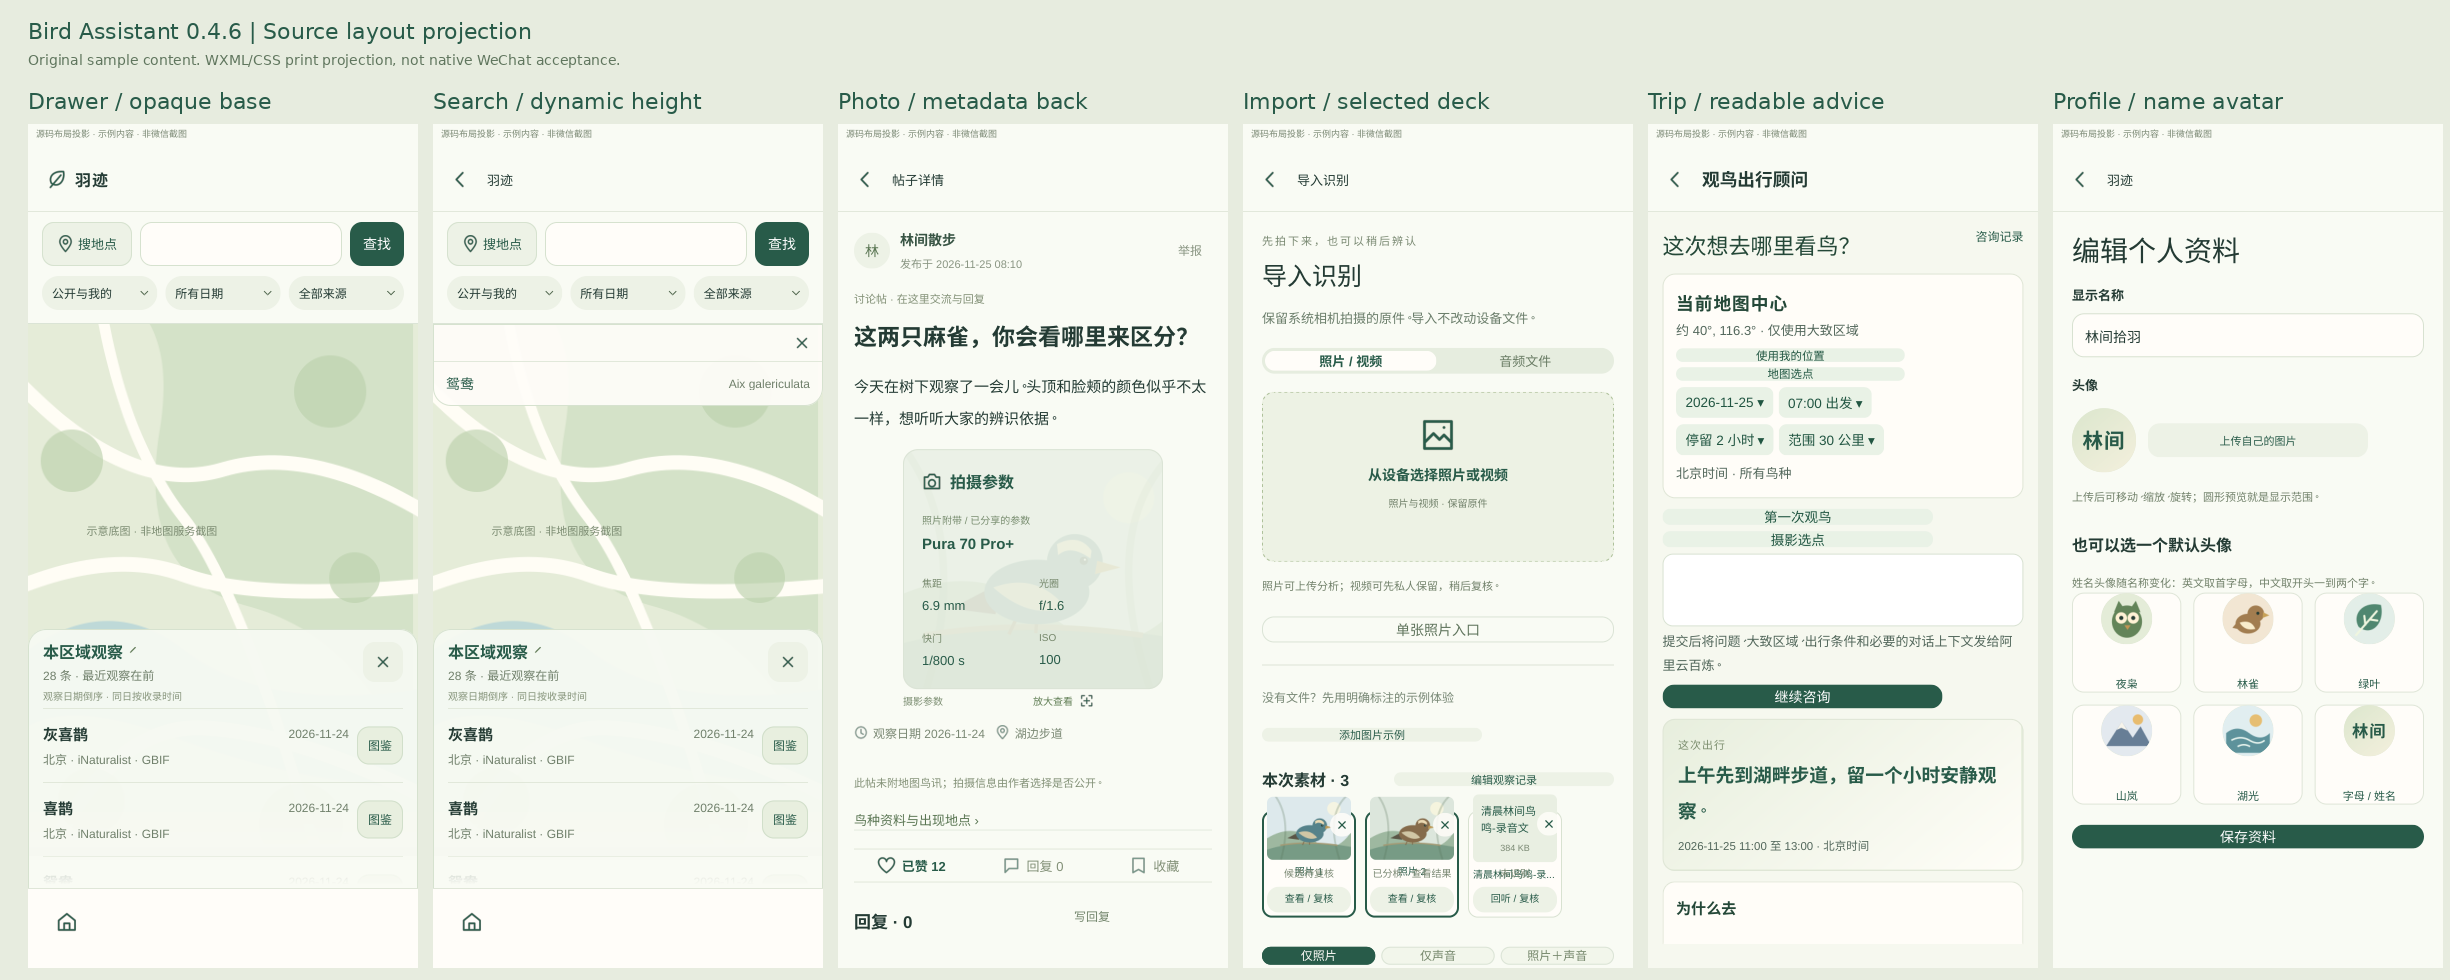 Bird Assistant 0.4.6 | Source layout projection
Original sample content. WXML/CSS print projection, not native WeChat acceptance.
Drawer / opaque base
源码布局投影 · 示例内容 · 非微信截图
羽迹
搜地点
查找
公开与我的
所有日期
全部来源
示意底图 · 非地图服务截图
本区域观察
28 条 · 最近观察在前
观察日期倒序 · 同日按收录时间
灰喜鹊
2026-11-24
图鉴
北京 · iNaturalist · GBIF
喜鹊
2026-11-24
图鉴
北京 · iNaturalist · GBIF
Search / dynamic height
源码布局投影 · 示例内容 · 非微信截图
羽迹
搜地点
查找
公开与我的
所有日期
全部来源
鸳鸯
Aix galericulata
示意底图 · 非地图服务截图
本区域观察
28 条 · 最近观察在前
观察日期倒序 · 同日按收录时间
灰喜鹊
2026-11-24
图鉴
北京 · iNaturalist · GBIF
喜鹊
2026-11-24
图鉴
北京 · iNaturalist · GBIF
Photo / metadata back
源码布局投影 · 示例内容 · 非微信截图
帖子详情
林
林间散步
发布于 2026-11-25 08:10
举报
讨论帖 · 在这里交流与回复
这两只麻雀，你会看哪里来区分？
今天在树下观察了一会儿。头顶和脸颊的颜色似乎不太
一样，想听听大家的辨识依据。
拍摄参数
照片附带 / 已分享的参数
Pura 70 Pro+
焦距
光圈
6.9 mm
f/1.6
快门
ISO
1/800 s
100
摄影参数
放大查看
观察日期 2026-11-24
湖边步道
此帖未附地图鸟讯；拍摄信息由作者选择是否公开。
鸟种资料与出现地点 ›
已赞 12
回复 0
收藏
回复 · 0
写回复
Import / selected deck
源码布局投影 · 示例内容 · 非微信截图
导入识别
先拍下来，也可以稍后辨认
导入识别
保留系统相机拍摄的原件。导入不改动设备文件。
照片 / 视频
音频文件
从设备选择照片或视频
照片与视频 · 保留原件
照片可上传分析；视频可先私人保留，稍后复核。
单张照片入口
没有文件？先用明确标注的示例体验
添加图片示例
本次素材 · 3
编辑观察记录
清晨林间鸟
鸣-录音文
384 KB
照片 1
照片 2
查看 / 复核
查看 / 复核
回听 / 复核
仅照片
仅声音
照片＋声音
Trip / readable advice
源码布局投影 · 示例内容 · 非微信截图
观鸟出行顾问
这次想去哪里看鸟？
咨询记录
当前地图中心
约 40°, 116.3° · 仅使用大致区域
使用我的位置
地图选点
2026-11-25 ▾
07:00 出发 ▾
停留 2 小时 ▾
范围 30 公里 ▾
北京时间 · 所有鸟种
第一次观鸟
摄影选点
提交后将问题、大致区域、出行条件和必要的对话上下文发给阿
里云百炼。
继续咨询
这次出行
上午先到湖畔步道，留一个小时安静观
察。
2026-11-25 11:00 至 13:00 · 北京时间
为什么去
Profile / name avatar
源码布局投影 · 示例内容 · 非微信截图
羽迹
编辑个人资料
显示名称
林间拾羽
头像
林间
上传自己的图片
上传后可移动、缩放、旋转；圆形预览就是显示范围。
也可以选一个默认头像
姓名头像随名称变化：英文取首字母，中文取开头一到两个字。
夜枭
林雀
绿叶
林间
山岚
湖光
字母 / 姓名
保存资料